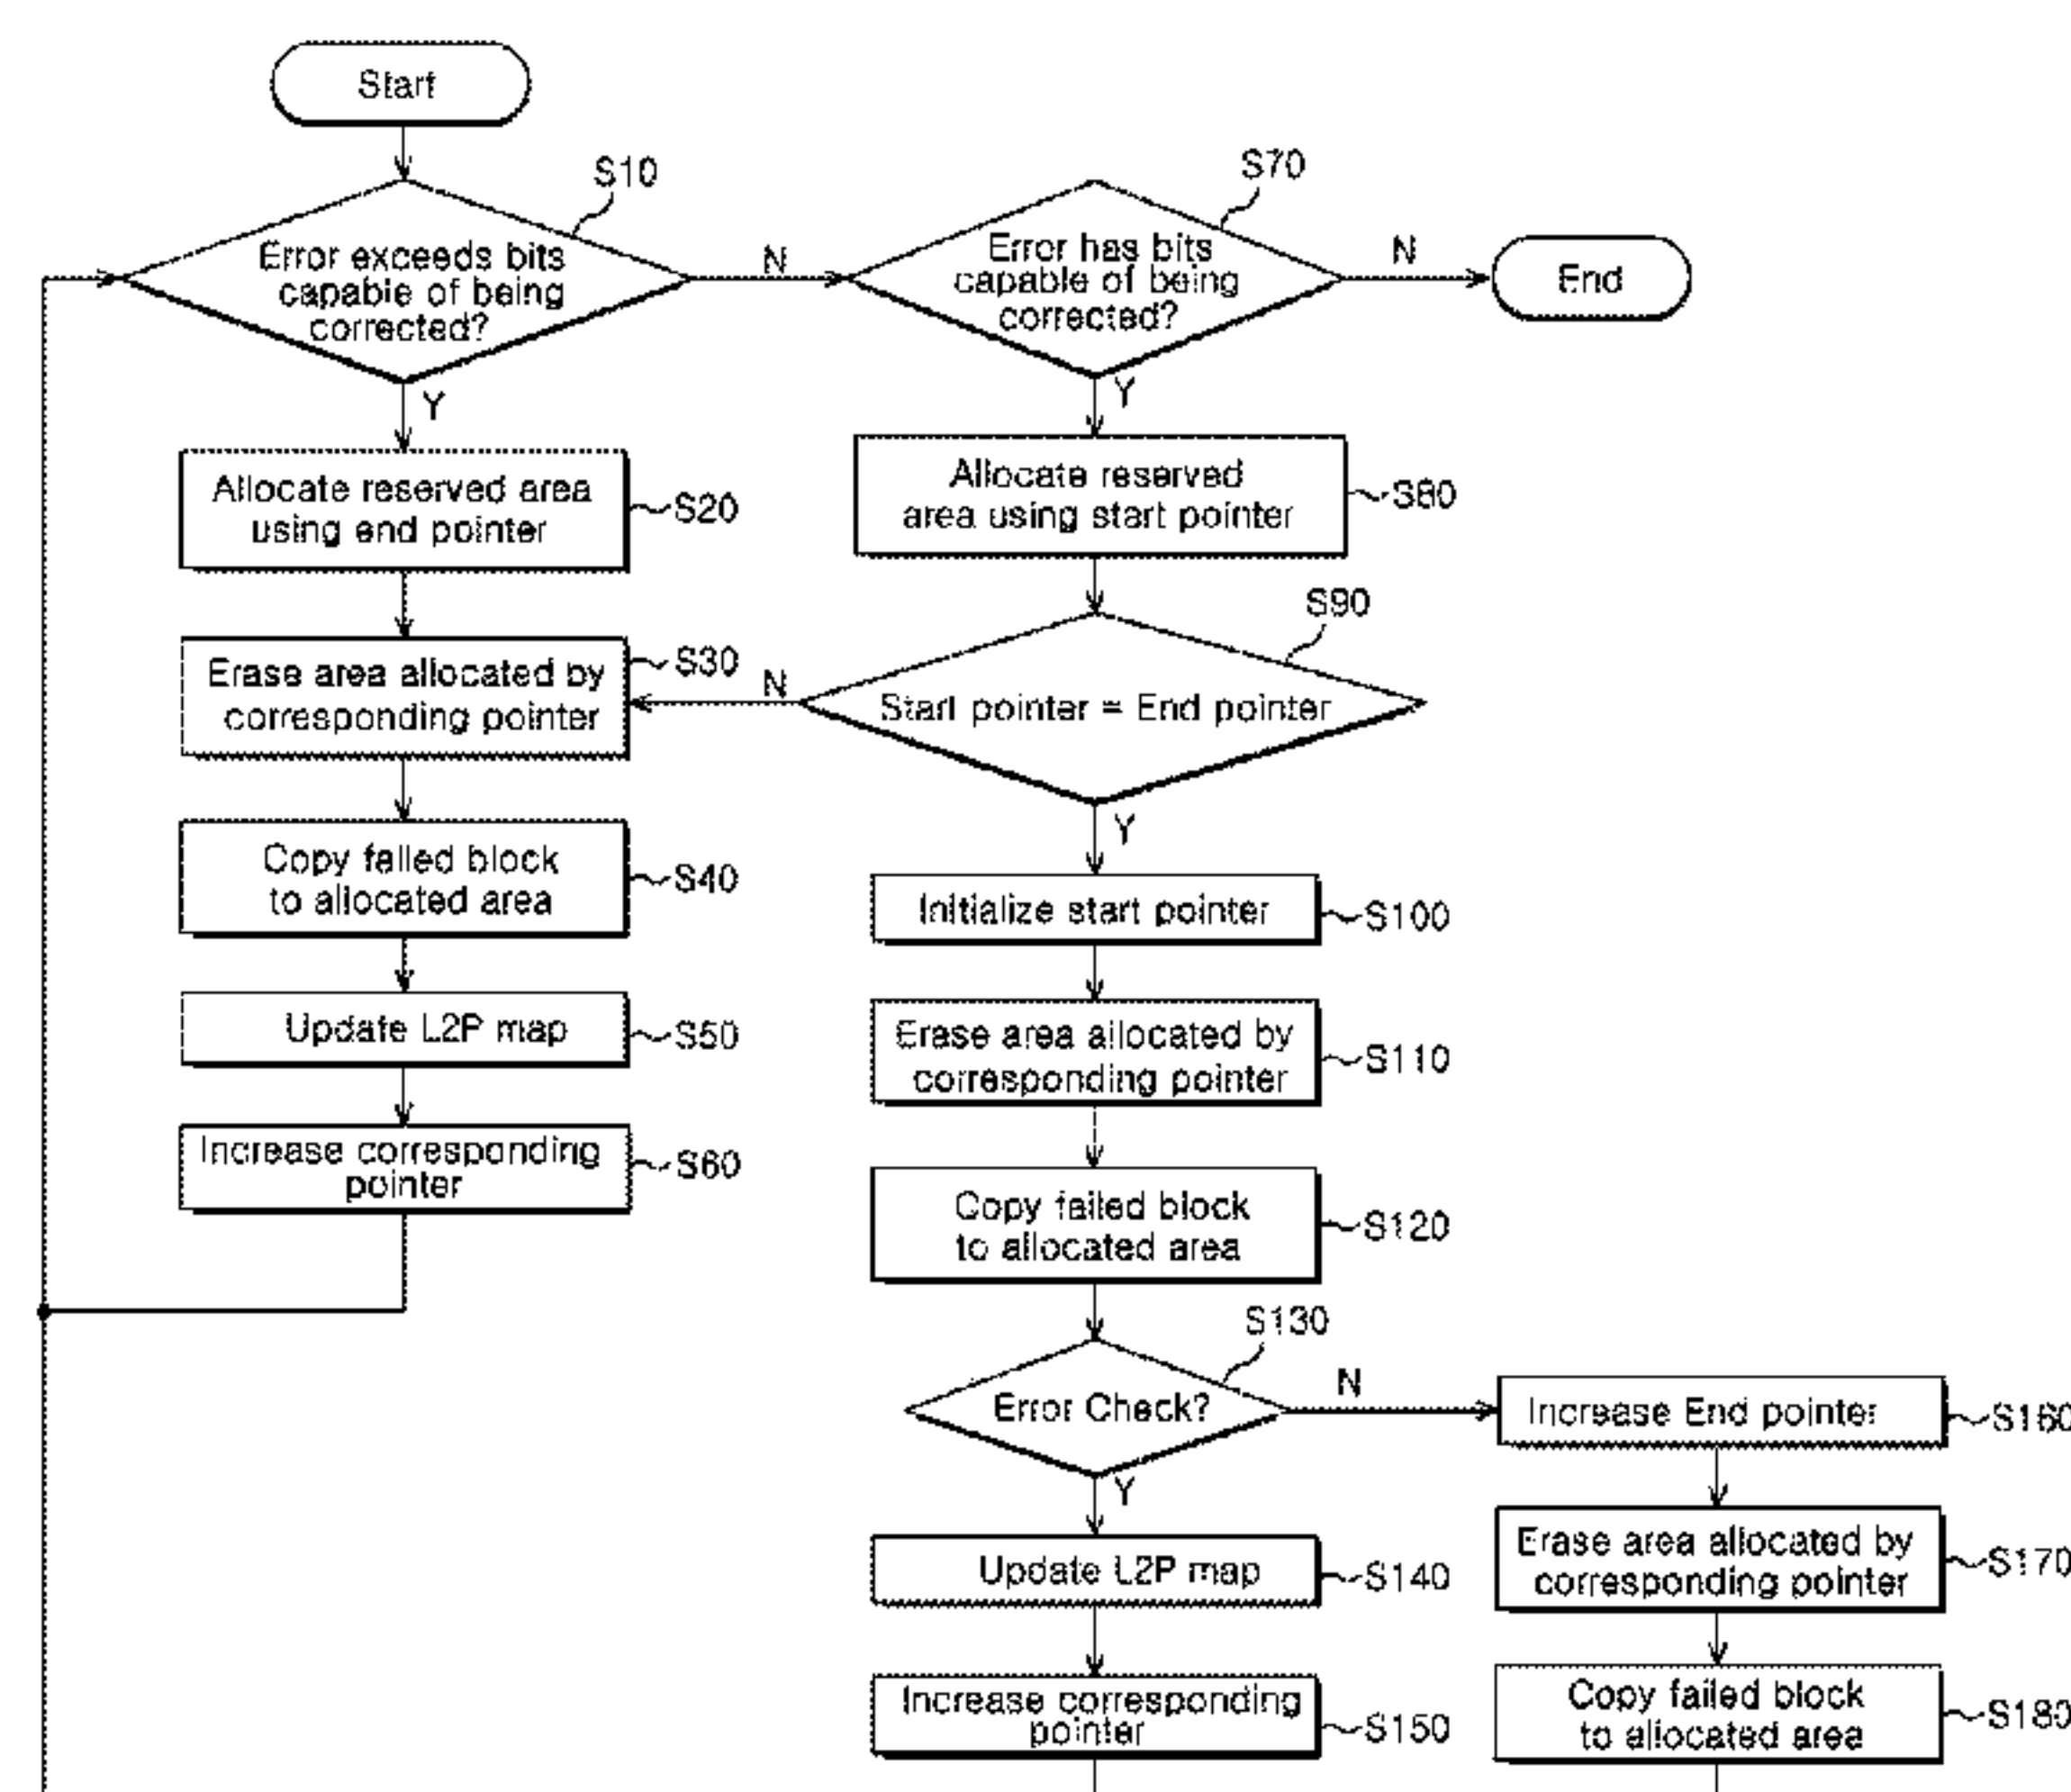 Start
S10
Error exceeds bits
capable of being
corrected?
N
Y
S70
Error has bits
capable of being
corrected?
N
End
Y
Allocate reserved area
using end pointer
S20
Allocate reserved
area using start pointer
S80
Erase area allocated by
corresponding pointer
S30
N
S90
Start pointer = End pointer
Y
Copy failed block
to allocated area
S40
Initialize start pointer
S100
Update L2P map
S50
Erase area allocated by
corresponding pointer
S110
Increase corresponding
pointer
S60
Copy failed block
to allocated area
S120
S130
Error Check?
N
Y
Increase End pointer
S160
Update L2P map
S140
Erase area allocated by
corresponding pointer
S170
Increase corresponding
pointer
S150
Copy failed block
to allocated area
S180